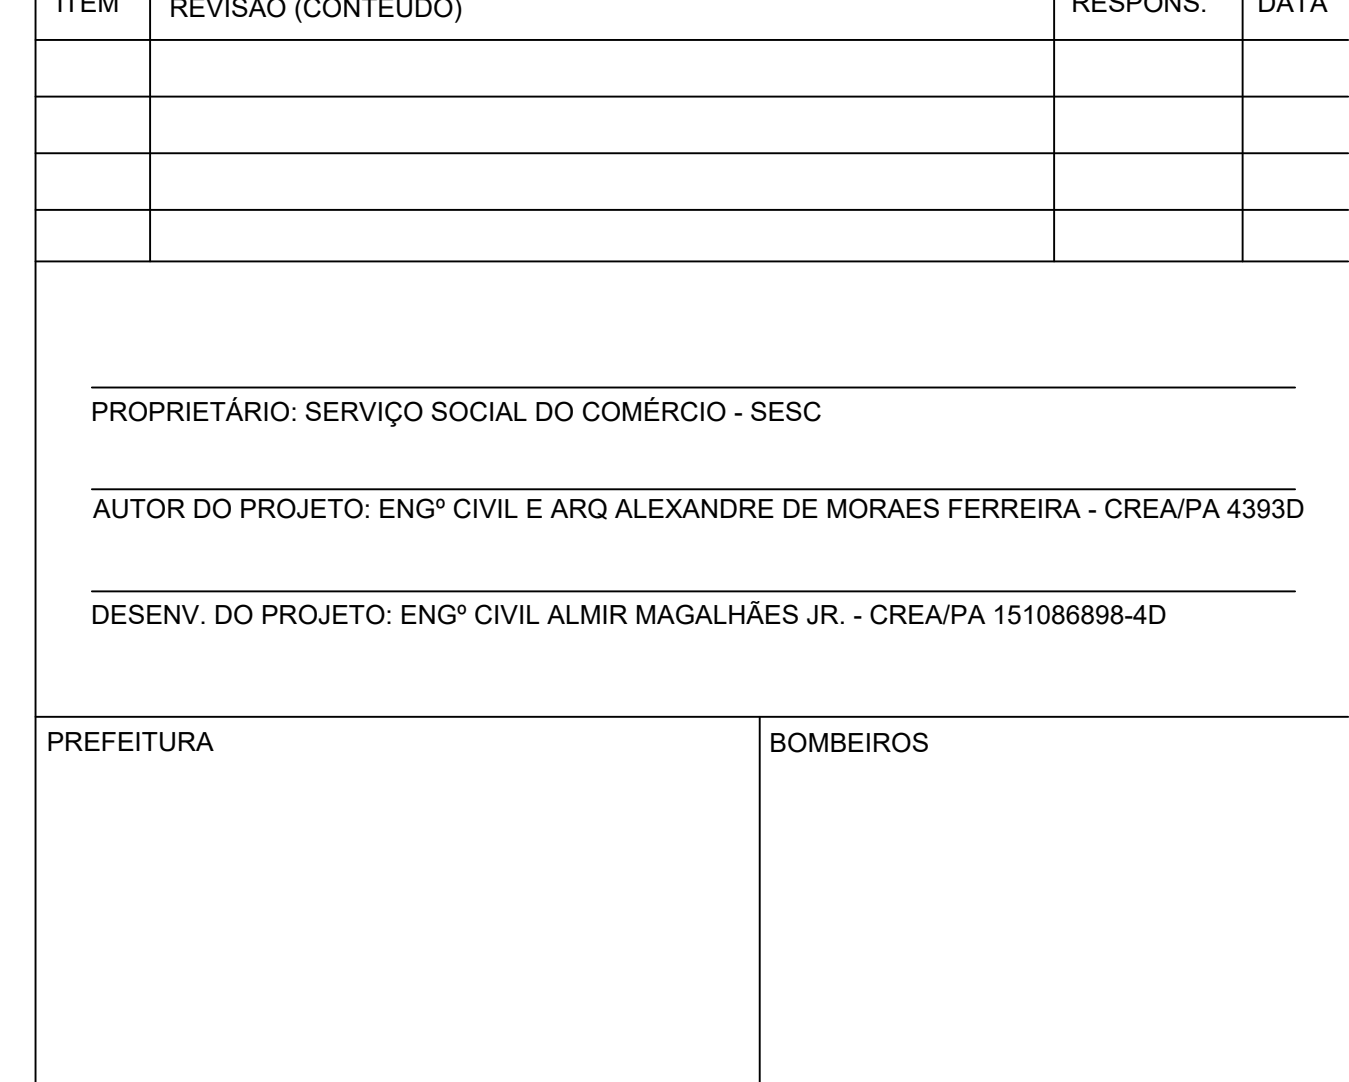 ITEM REVISÃO (CONTEÚDO) RESPONS. DATA
PROPRIETÁRIO: SERVIÇO SOCIAL DO COMÉRCIO - SESC
AUTOR DO PROJETO: ENGº CIVIL E ARQ ALEXANDRE DE MORAES FERREIRA - CREA/PA 4393D
DESENV. DO PROJETO: ENGº CIVIL ALMIR MAGALHÃES JR. - CREA/PA 151086898-4D
PREFEITURA BOMBEIROS